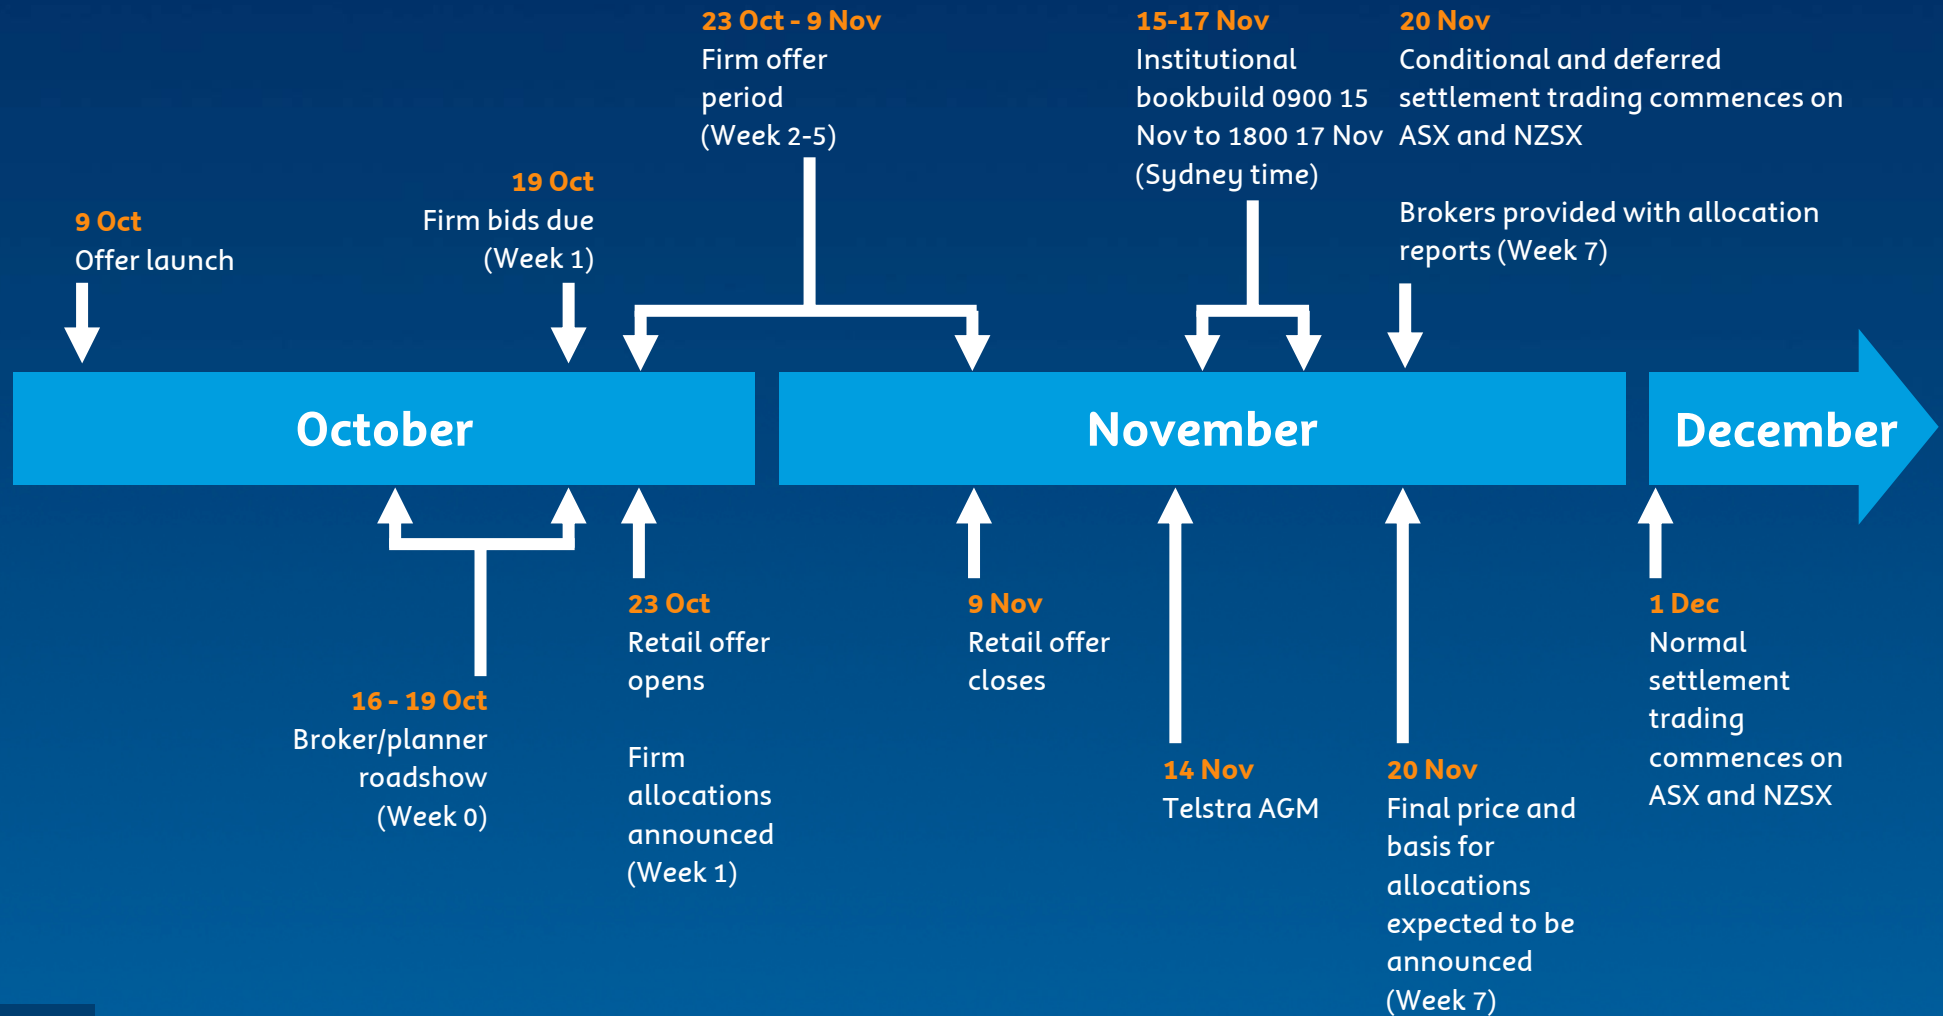 23 Oct - 9 Nov
Firm offer
period
(Week 2-5)
15-17 Nov
Institutional
bookbuild 0900 15
Nov to 1800 17 Nov
(Sydney time)
20 Nov
Conditional and deferred
settlement trading commences on
ASX and NZSX
Brokers provided with allocation
reports (Week 7)
19 Oct
Firm bids due
(Week 1)
9 Oct
Offer launch
October
November
December
16 - 19 Oct
Broker/planner
roadshow
(Week 0)
23 Oct
Retail offer
opens
Firm
allocations
announced
(Week 1)
9 Nov
Retail offer
closes
14 Nov
Telstra AGM
20 Nov
Final price and
basis for
allocations
expected to be
announced
(Week 7)
1 Dec
Normal
settlement
trading
commences on
ASX and NZSX